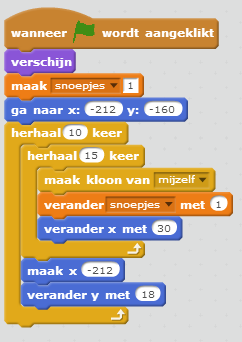 wanneer wordt aangeklikt
verschijn
maak snoepjes 1
ga naar x: -212 y: -160
herhaal 10 keer
herhaal 15 keer
maak kloon van mijzelf
verander snoepjes met 1
verander x met 30
maak x -212
verander y met 18